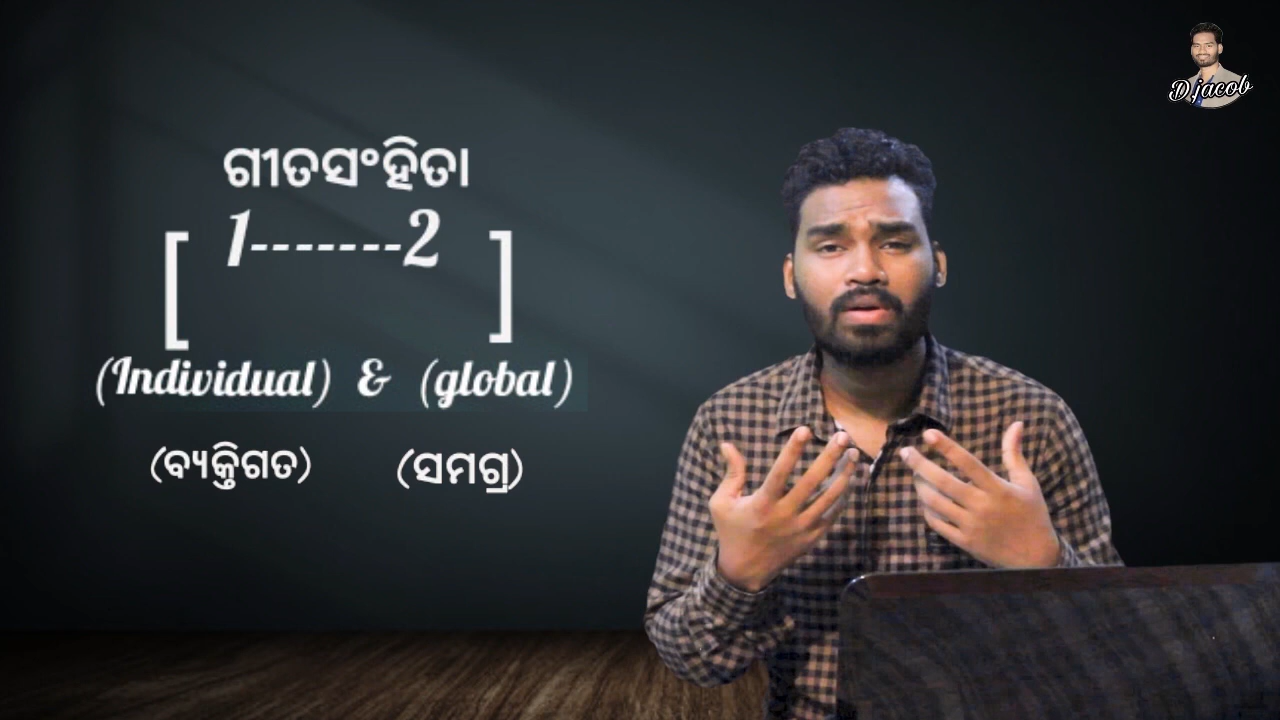 D.jacob
ଗୀତସଂହିତା
[ 1-------2 ]
(Individual) & (global)
(ବ୍ୟକ୍ତିଗତ) (ସମଗ୍ର)